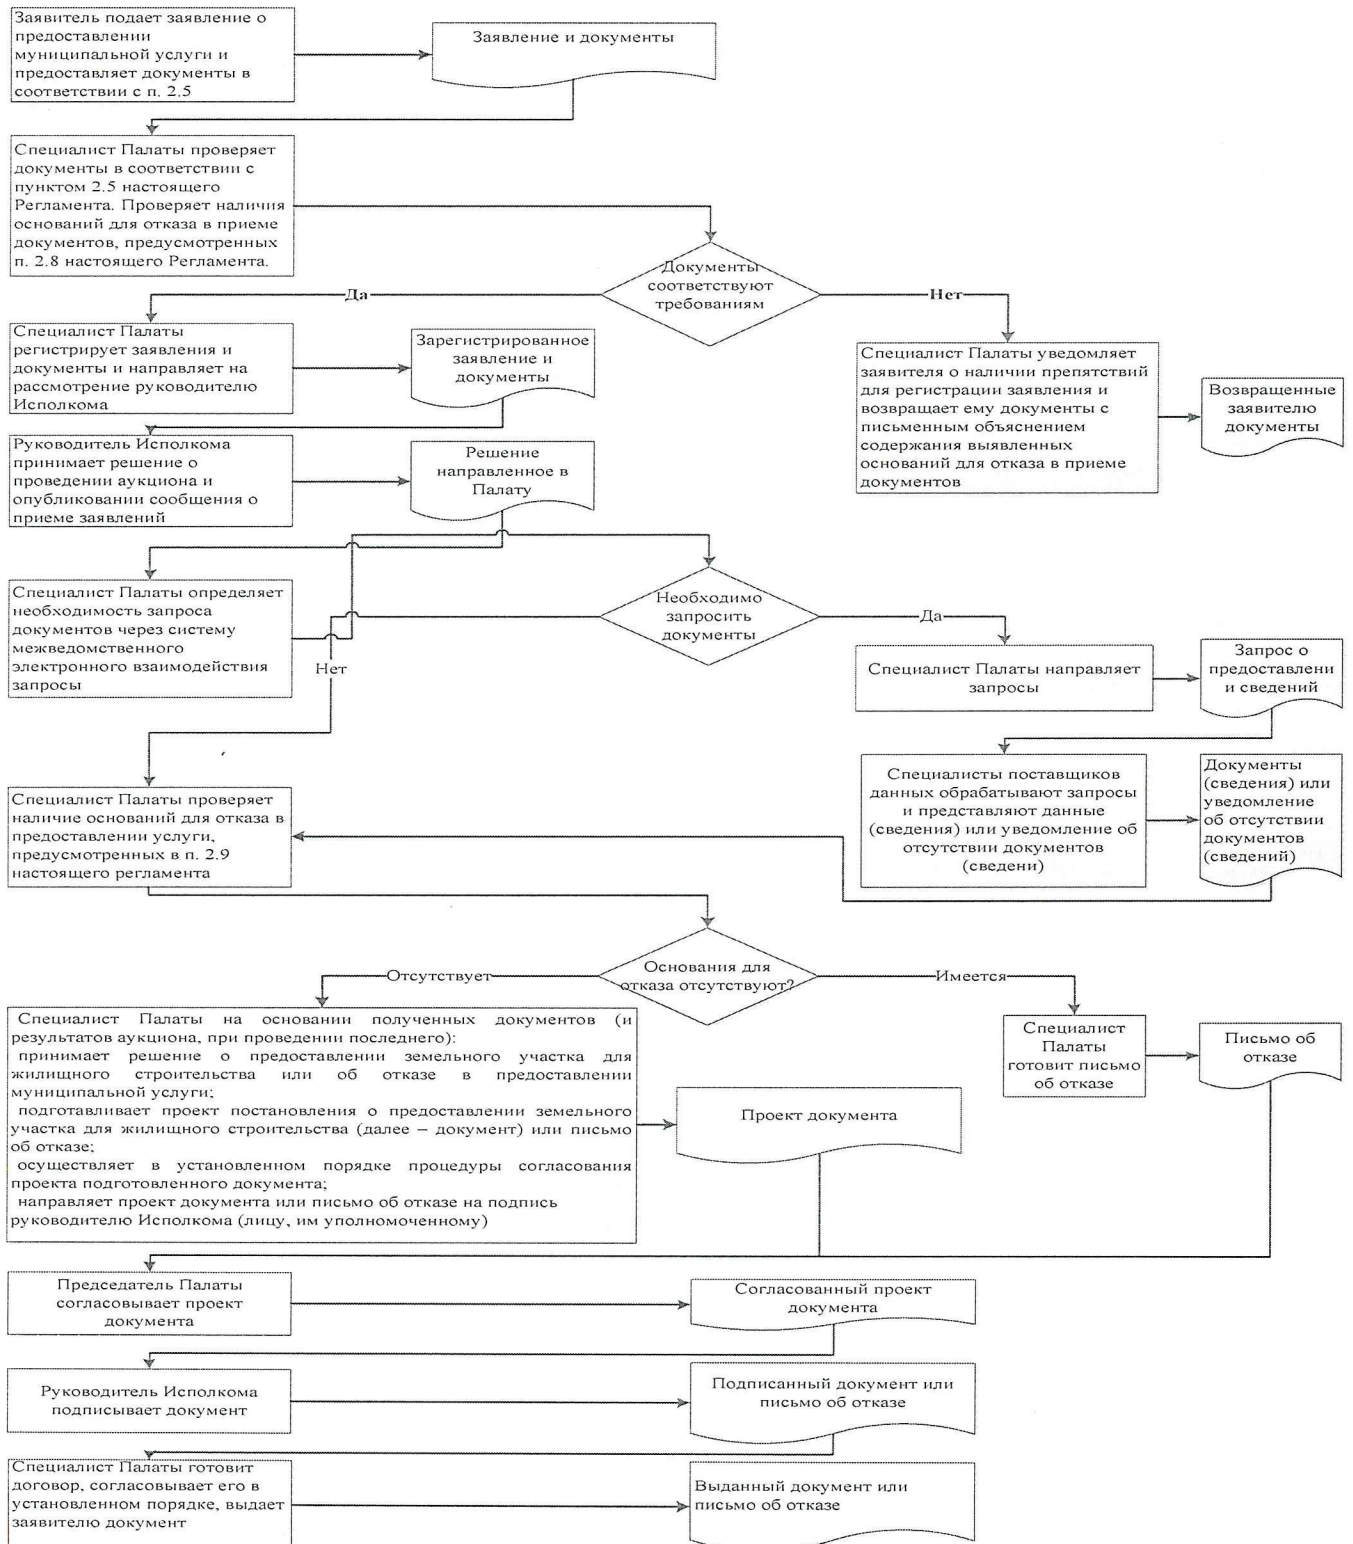 Заявитель подает заявление о
предоставлении
муниципальной услуги и
предоставляет документы в
соответствии с п. 2.5
Заявление и документы
Специалист Палаты проверяет
документы в соответствии с
пунктом 2.5 настоящего
Регламента. Проверяет наличия
оснований для отказа в приеме
документов, предусмотренных
п. 2.8 настоящего Регламента.
Документы
соответствуют
требованиям
Да
Нет
Специалист Палаты
регистрирует заявления и
документы и направляет на
рассмотрение руководителю
Исполкома
Зарегистрированное
заявление и
документы
Специалист Палаты уведомляет
заявителя о наличии препятствий
для регистрации заявления и
возвращает ему документы с
письменным объяснением
содержания выявленных
оснований для отказа в приеме
документов
Возвращенные
заявителю
документы
Руководитель Исполкома
принимает решение о
проведении аукциона и
опубликовании сообщения о
приеме заявлений
Решение
направленное в
Палату
Специалист Палаты определяет
необходимость запроса
документов через систему
межведомственного
электронного взаимодействия
запросы
Необходимо
запросить
документы
Да
Нет
Специалист Палаты направляет
запросы
Запрос о
предоставлени
и сведений
Специалисты поставщиков
данных обрабатывают запросы
и представляют данные
(сведения) или уведомление об
отсутствии документов
(сведени)
Документы
(сведения) или
уведомление
об отсутствии
документов
(сведений)
Специалист Палаты проверяет
наличие оснований для отказа в
предоставлении услуги,
предусмотренных в п. 2.9
настоящего регламента
Основания для
отказа отсутствуют?
Отсутствует
Имеется
Специалист Палаты на основании полученных документов (и
результатов аукциона, при проведении последнего):
принимает решение о предоставлении земельного участка для
жилищного строительства или об отказе в предоставлении
муниципальной услуги;
подготавливает проект постановления о предоставлении земельного
участка для жилищного строительства (далее – документ) или письмо
об отказе;
осуществляет в установленном порядке процедуры согласования
проекта подготовленного документа;
направляет проект документа или письмо об отказе на подпись
руководителю Исполкома (лицу, им уполномоченному)
Проект документа
Специалист
Палаты
готовит письмо
об отказе
Письмо об
отказе
Председатель Палаты
согласовывает проект
документа
Согласованный проект
документа
Руководитель Исполкома
подписывает документ
Подписанный документ или
письмо об отказе
Специалист Палаты готовит
договор, согласовывает его в
установленном порядке, выдает
заявителю документ
Выданный документ или
письмо об отказе